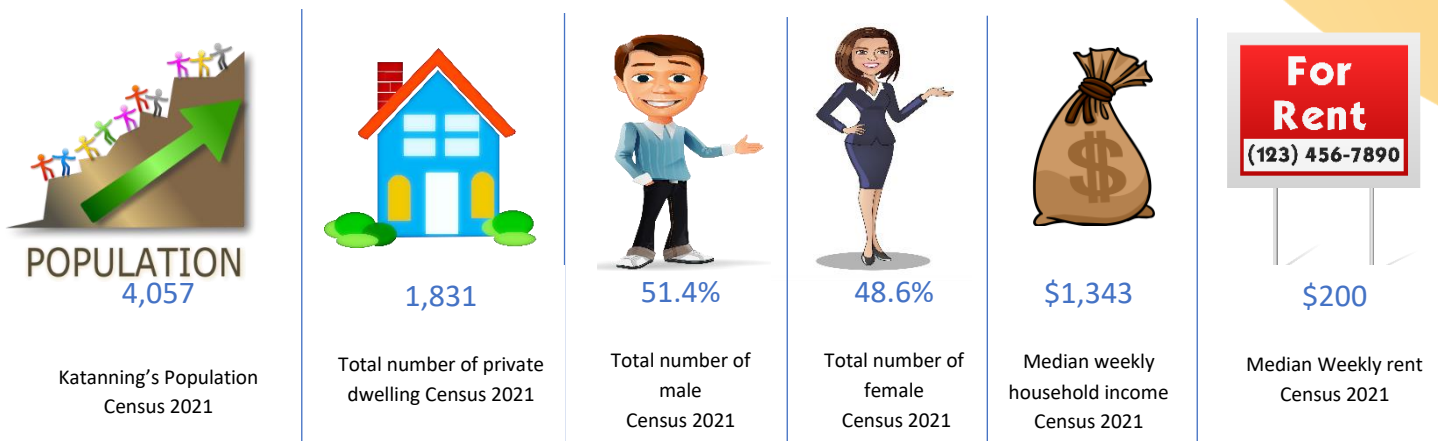 POPULATION
4,057
Katanning's Population
Census 2021
1,831
Total number of private
dwelling Census 2021
51.4%
Total number of
male
Census 2021
48.6%
Total number of
female
Census 2021
$
$1,343
Median weekly
household income
Census 2021
For
Rent
(123) 456-7890
$200
Median Weekly rent
Census 2021